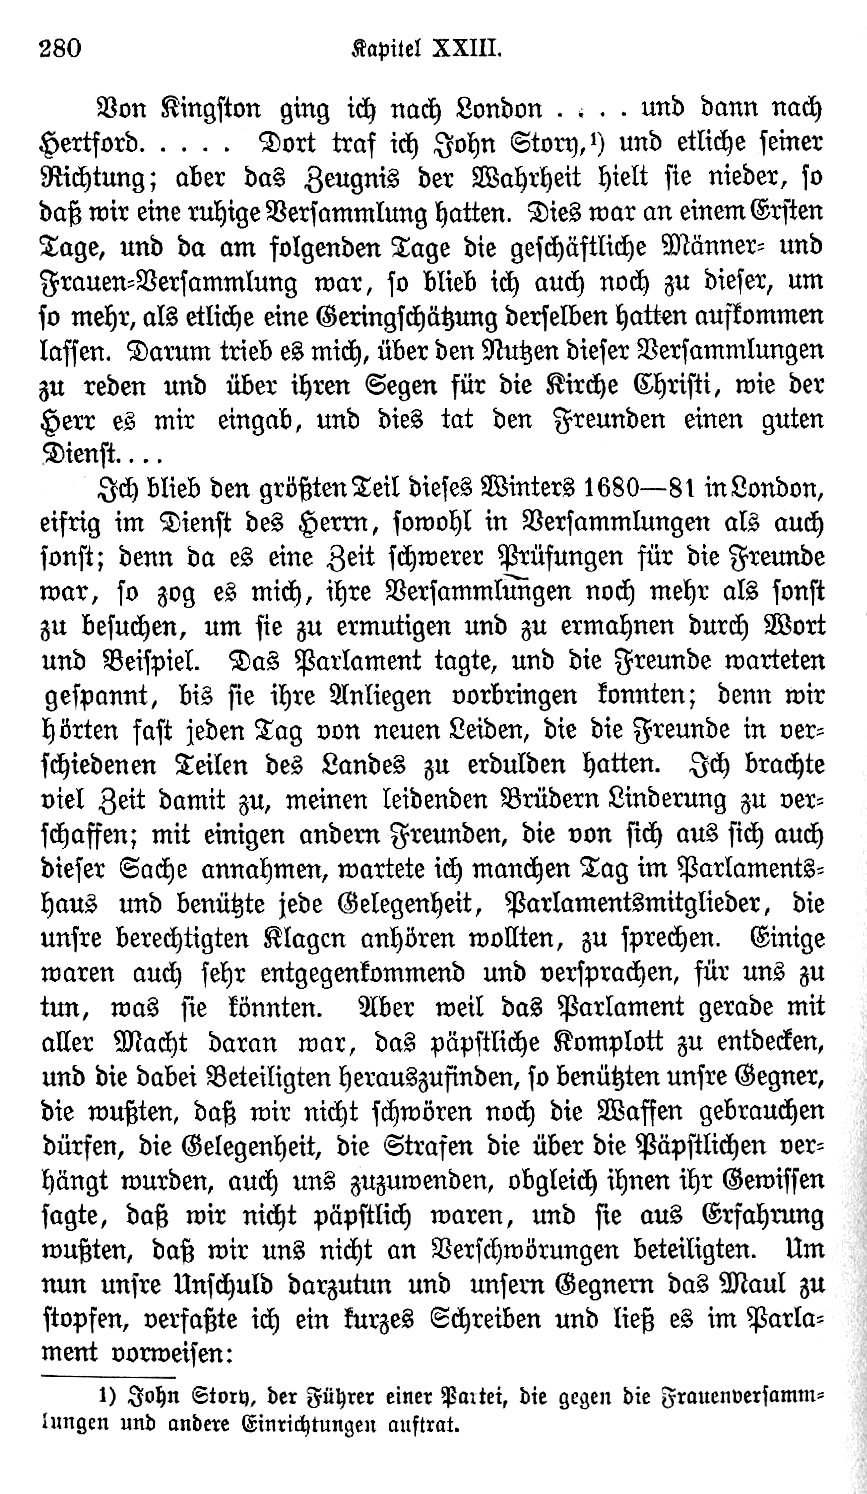 280 Kapitel XXIII.
Von Kingston ging ich nach London . . . . und dann nach
Hertford. . . . . Dort traf ich John Story,¹) und etliche seiner
Richtung; aber das Zeugnis der Wahrheit hielt sie nieder, so
daß wir eine ruhige Versammlung hatten. Dies war an einem Ersten
Tage, und da am folgenden Tage die geschäftliche Männer- und
Frauen-Versammlung war, so blieb ich auch noch zu dieser, um
so mehr, als etliche eine Geringschätzung derselben hatten aufkommen
lassen. Darum trieb es mich, über den Nutzen dieser Versammlungen
zu reden und über ihren Segen für die Kirche Christi, wie der
Herr es mir eingab, und dies tat den Freunden einen guten
Dienst. . . .
Ich blieb den größten Teil dieses Winters 1680—81 in London,
eifrig im Dienst des Herrn, sowohl in Versammlungen als auch
sonst; denn da es eine Zeit schwerer Prüfungen für die Freunde
war, so zog es mich, ihre Versammlungen noch mehr als sonst
zu besuchen, um sie zu ermutigen und zu ermahnen durch Wort
und Beispiel. Das Parlament tagte, und die Freunde warteten
gespannt, bis sie ihre Anliegen vorbringen konnten; denn wir
hörten fast jeden Tag von neuen Leiden, die die Freunde in ver-
schiedenen Teilen des Landes zu erdulden hatten. Ich brachte
viel Zeit damit zu, meinen leidenden Brüdern Linderung zu ver-
schaffen; mit einigen andern Freunden, die von sich aus sich auch
dieser Sache annahmen, wartete ich manchen Tag im Parlaments-
haus und benützte jede Gelegenheit, Parlamentsmitglieder, die
unsre berechtigten Klagen anhören wollten, zu sprechen. Einige
waren auch sehr entgegenkommend und versprachen, für uns zu
tun, was sie könnten. Aber weil das Parlament gerade mit
aller Macht daran war, das päpstliche Komplott zu entdecken,
und die dabei Beteiligten herauszufinden, so benützten unsre Gegner,
die wußten, daß wir nicht schwören noch die Waffen gebrauchen
dürfen, die Gelegenheit, die Strafen die über die Päpstlichen ver-
hängt wurden, auch uns zuzuwenden, obgleich ihnen ihr Gewissen
sagte, daß wir nicht päpstlich waren, und sie aus Erfahrung
wußten, daß wir uns nicht an Verschwörungen beteiligten. Um
nun unsre Unschuld darzutun und unsern Gegnern das Maul zu
stopfen, verfaßte ich ein kurzes Schreiben und ließ es im Parla-
ment vorweisen:
1) John Story, der Führer einer Partei, die gegen die Frauenversamm-
lungen und andere Einrichtungen auftrat.